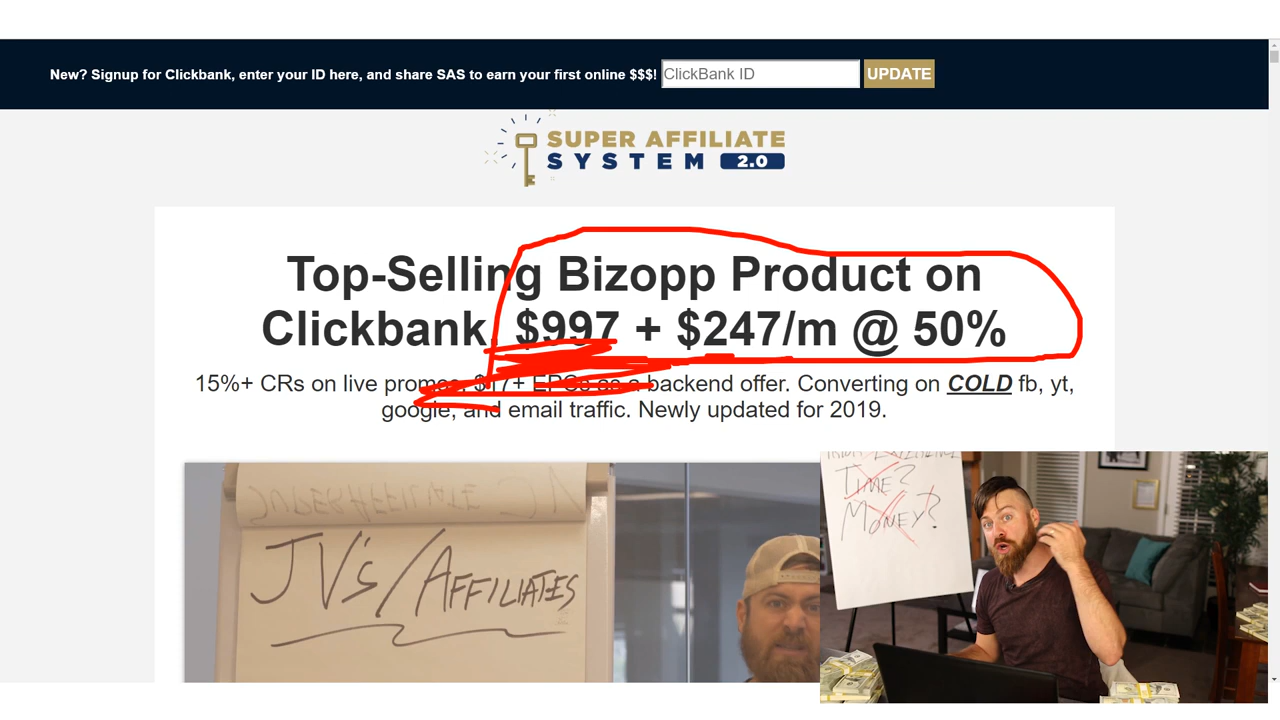 New? Signup for Clickbank, enter your ID here, and share SAS to earn your first online $$$! ClickBank ID UPDATE
SUPER AFFILIATE
SYSTEM 2.0
Top-Selling Bizopp Product on
Clickbank, $997 + $247/m @ 50%
15%+ CRs on live promos, $17+ EPCs as a backend offer. Converting on COLD fb, yt,
google, and email traffic. Newly updated for 2019.
JV's/AFFILIATES
TIME?
MONEY?